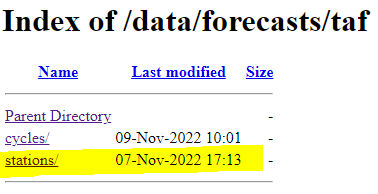 Index of /data/forecasts/taf
Name Last modified Size
Parent Directory -
cycles/ 09-Nov-2022 10:01 -
stations/ 07-Nov-2022 17:13 -